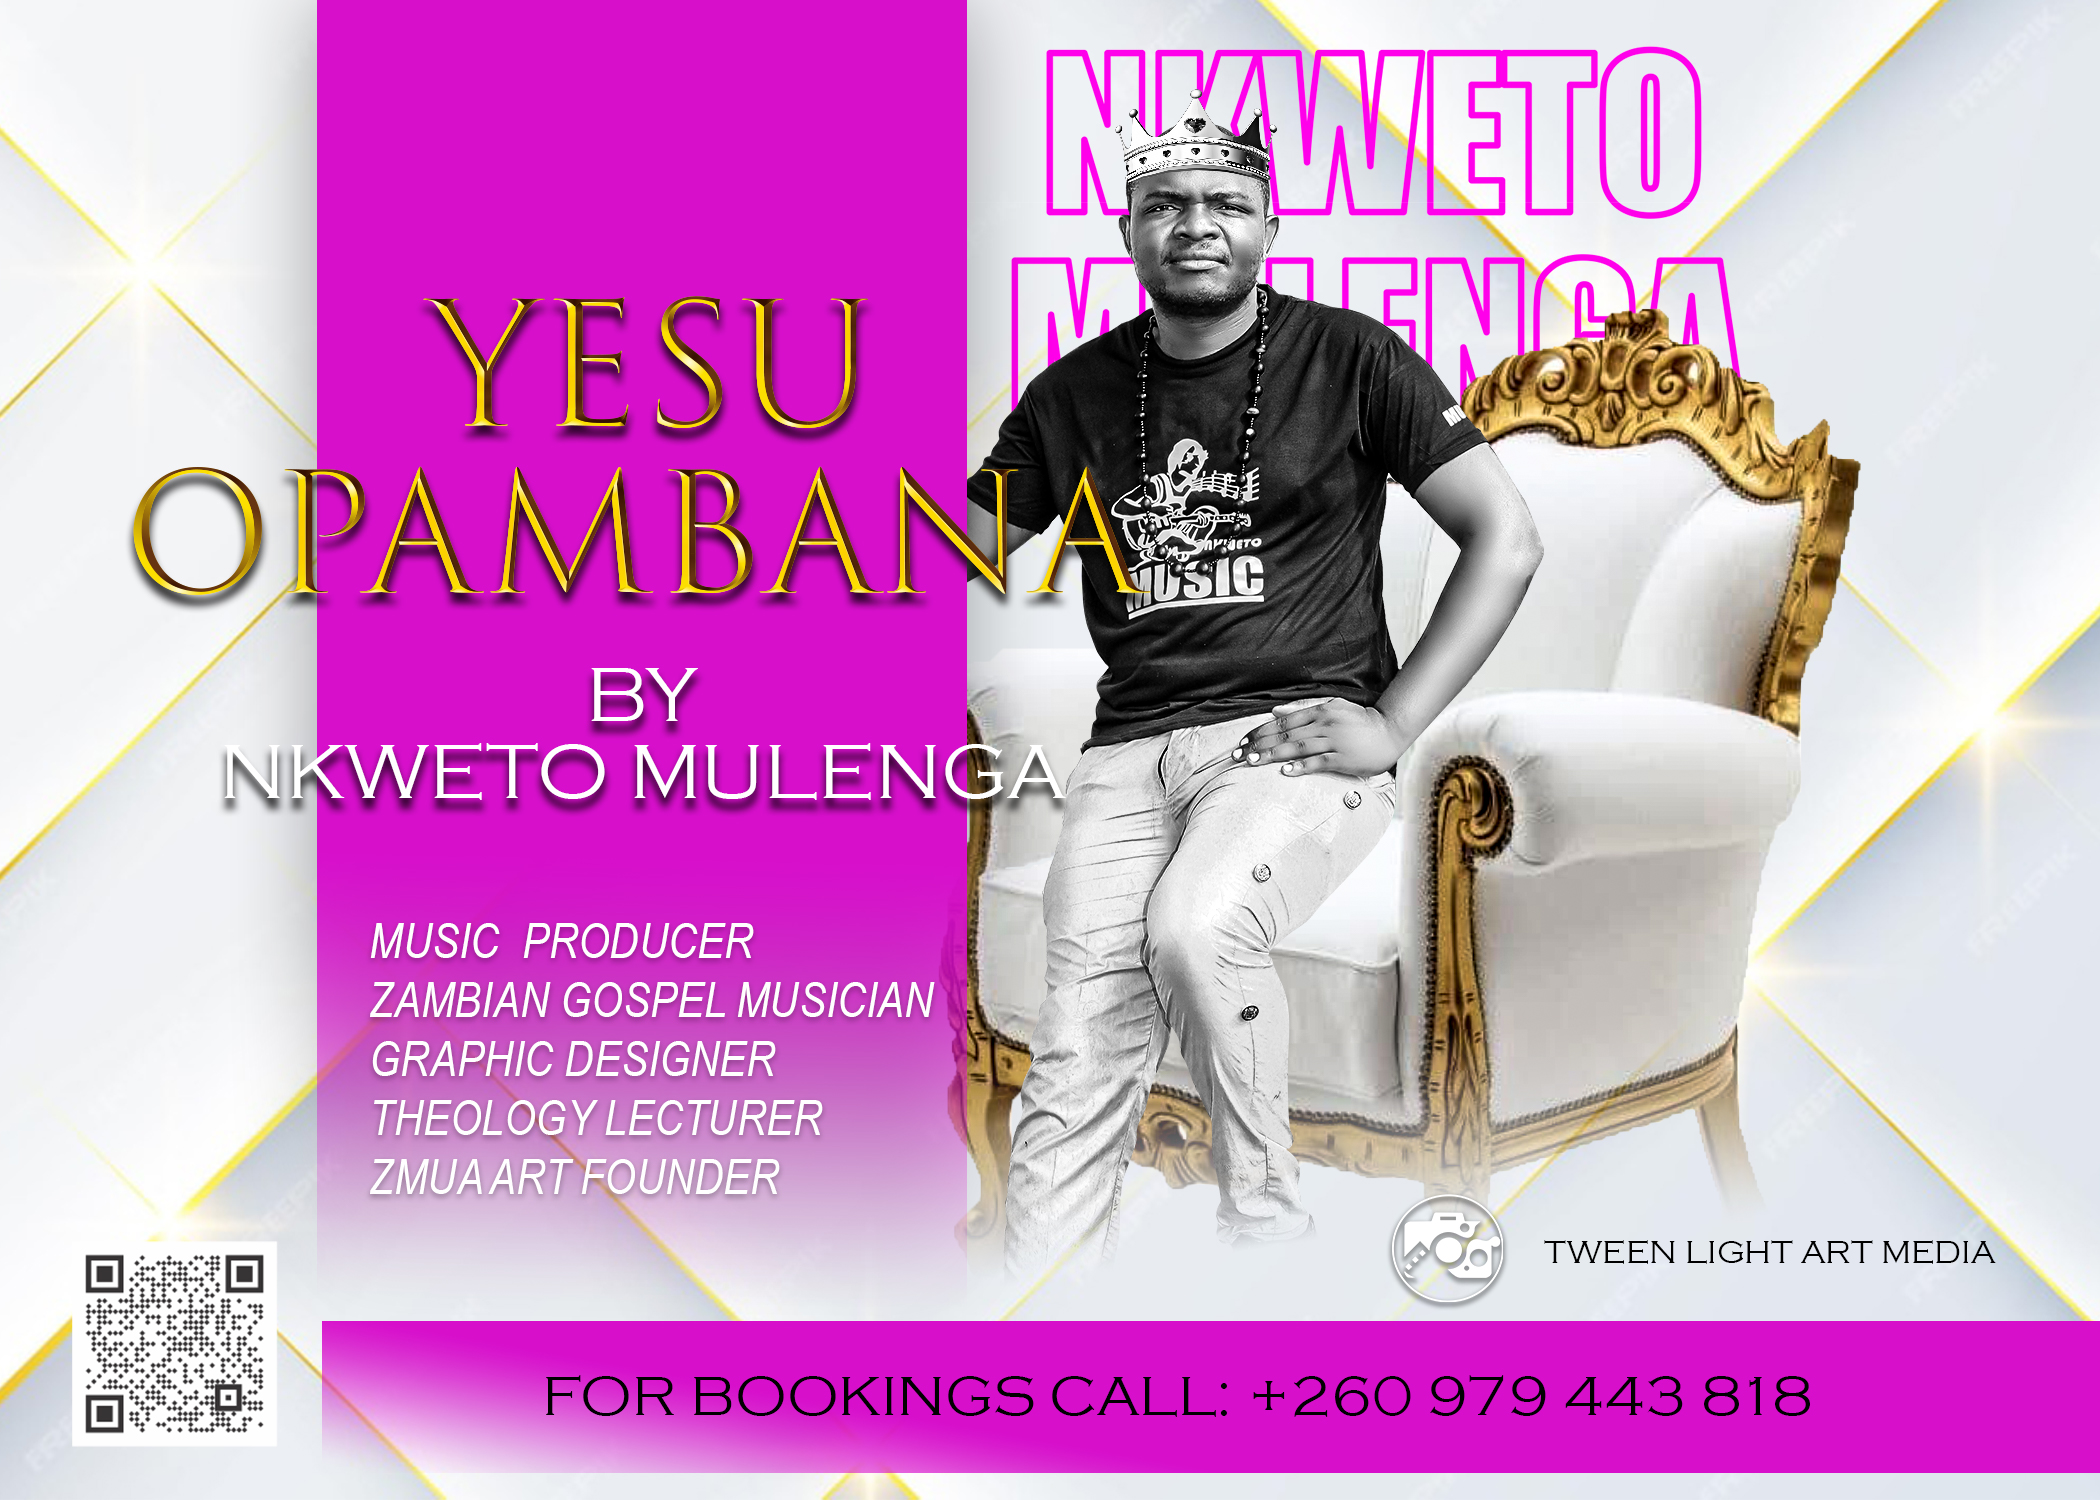 NKWETO
MULENGA
YESU
OPAMBANA
BY
NKWETO MULENGA
NKWETO
MUSIC
MUSIC PRODUCER
ZAMBIAN GOSPEL MUSICIAN
GRAPHIC DESIGNER
THEOLOGY LECTURER
ZMUA ART FOUNDER
TWEEN LIGHT ART MEDIA
FOR BOOKINGS CALL: +260 979 443 818